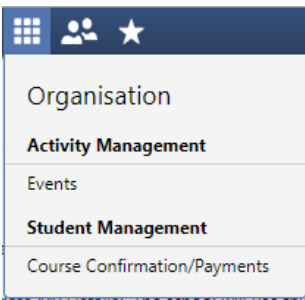 Organisation
Activity Management
Events
Student Management
Course Confirmation/Payments